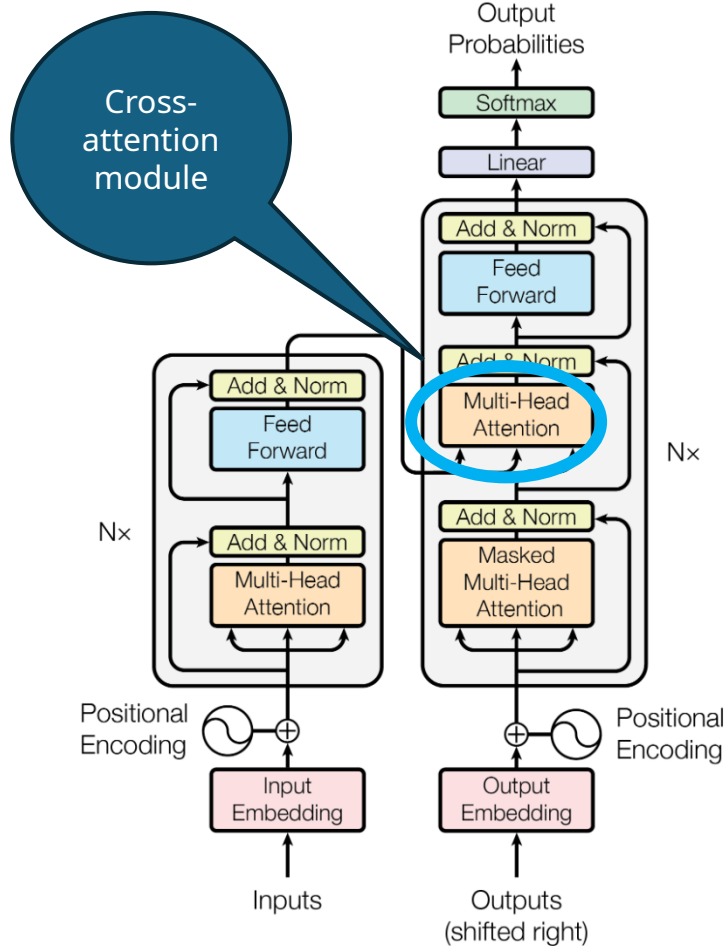 Output
Probabilities
Softmax
Linear
Add & Norm
Feed
Forward
Add & Norm
Multi-Head
Attention
Nx
Add & Norm
Masked
Multi-Head
Attention
Cross-
attention
module
Add & Norm
Feed
Forward
Nx
Add & Norm
Multi-Head
Attention
Positional
Encoding
Positional
Encoding
Input
Embedding
Output
Embedding
Inputs
Outputs
(shifted right)